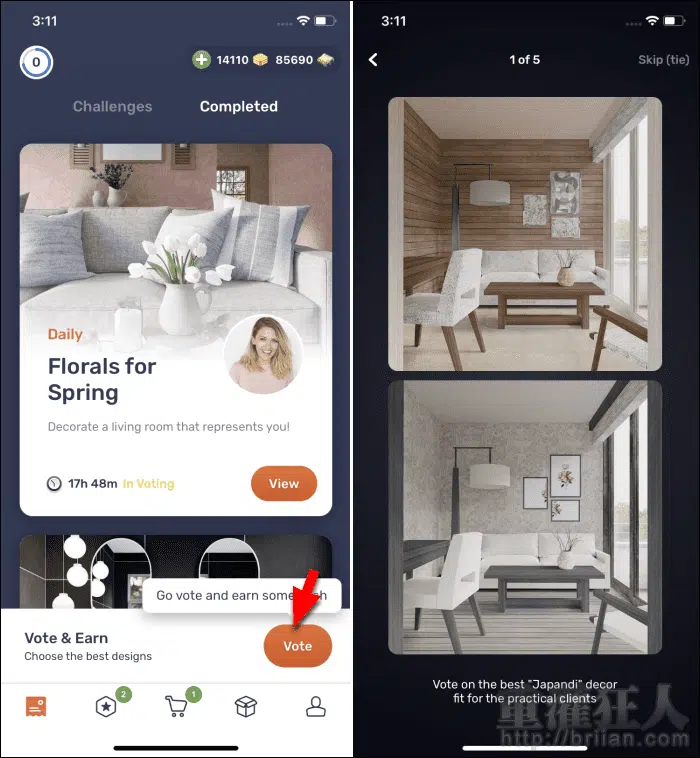 3:11
0
14110
85690
Challenges
Completed
Daily
Florals for
Spring
Decorate a living room that represents you!
17h 48m In Voting
View
Go vote and earn some
Vote & Earn
Choose the best designs
Vote
2
1
3:11
1 of 5
Skip (tie)
Vote on the best "Japandi" decor
fit for the practical clients
重灌狂人
http://briian.com